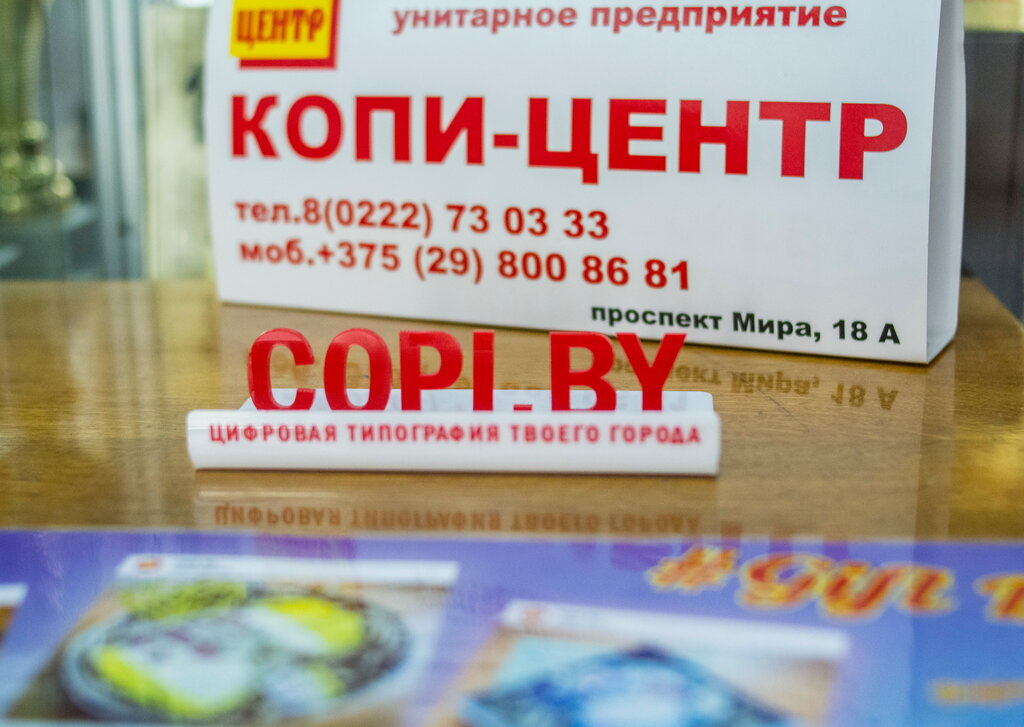 ЦЕНТР
унитарное предприятие
КОПИ-ЦЕНТР
тел.8(0222) 73 03 33
моб.+375 (29) 800 86 81
проспект Мира, 18 А
COPI.BY
ЦИФРОВАЯ ТИПОГРАФИЯ ТВОЕГО ГОРОДА
#Gift